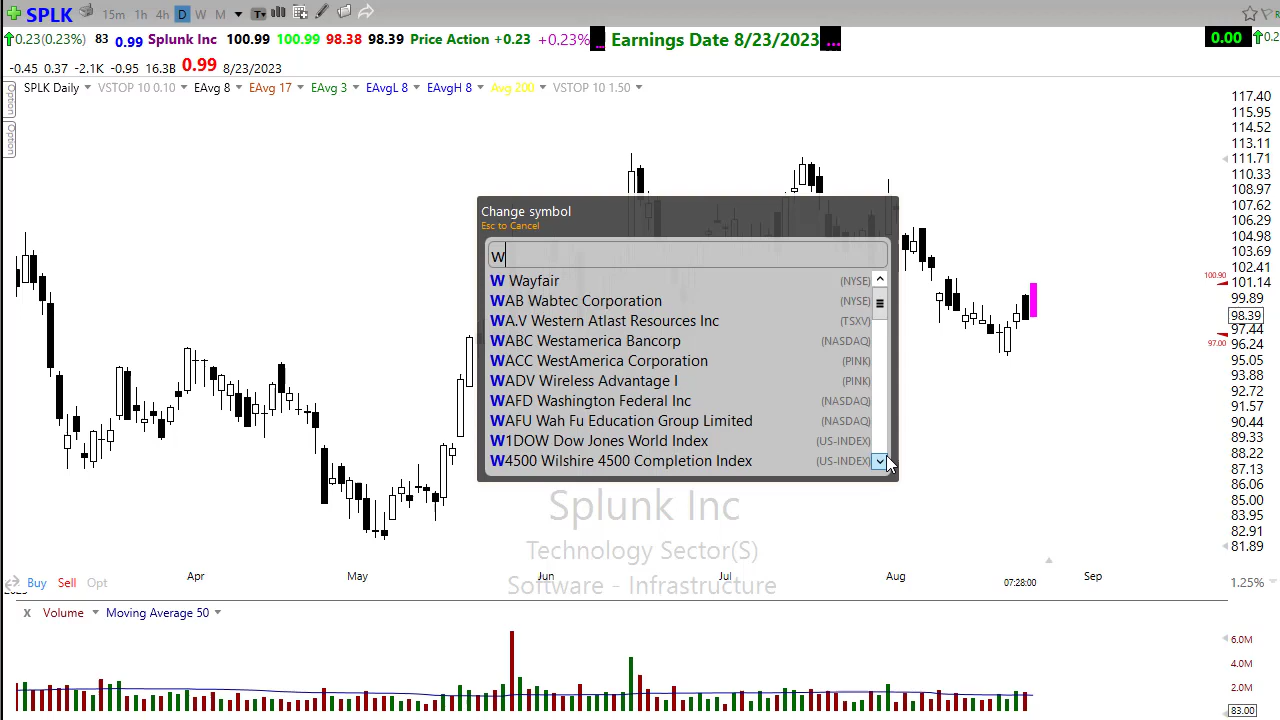 SPLK 15m 1h 4h D W M T
0.23(0.23%) 83 0.99 Splunk Inc 100.99 100.99 98.38 98.39 Price Action +0.23 +0.23% ... Earnings Date 8/23/2023 ... 0.00
-0.45 0.37 -2.1K -0.95 16.3B 0.99 8/23/2023
SPLK Daily VSTOP 10 0.10 EAvg 8 EAvg 17 EAvg 3 EAvgL 8 EAvgH 8 Avg 200 VSTOP 10 1.50
Option
Option
117.40
115.95
114.52
113.11
111.71
110.33
108.97
107.62
106.29
104.98
103.69
102.41
100.90
101.14
99.89
98.39
97.44
97.00
96.24
95.05
93.88
92.72
91.57
90.44
89.33
88.22
87.13
86.06
85.00
83.95
82.91
81.89
Change symbol
Esc to Cancel
W
W Wayfair (NYSE)
WAB Wabtec Corporation (NYSE)
WA.V Western Atlast Resources Inc (TSXV)
WABC Westamerica Bancorp (NASDAQ)
WACC WestAmerica Corporation (PINK)
WADV Wireless Advantage I (PINK)
WAFD Washington Federal Inc (NASDAQ)
WAFU Wah Fu Education Group Limited (NASDAQ)
W1DOW Dow Jones World Index (US-INDEX)
W4500 Wilshire 4500 Completion Index (US-INDEX)
Splunk Inc
Technology Sector(S)
Software - Infrastructure
Apr May Jun Jul Aug Sep
Buy Sell Opt 07:28:00 1.25%
X Volume Moving Average 50
6.0M
4.0M
2.0M
83.00